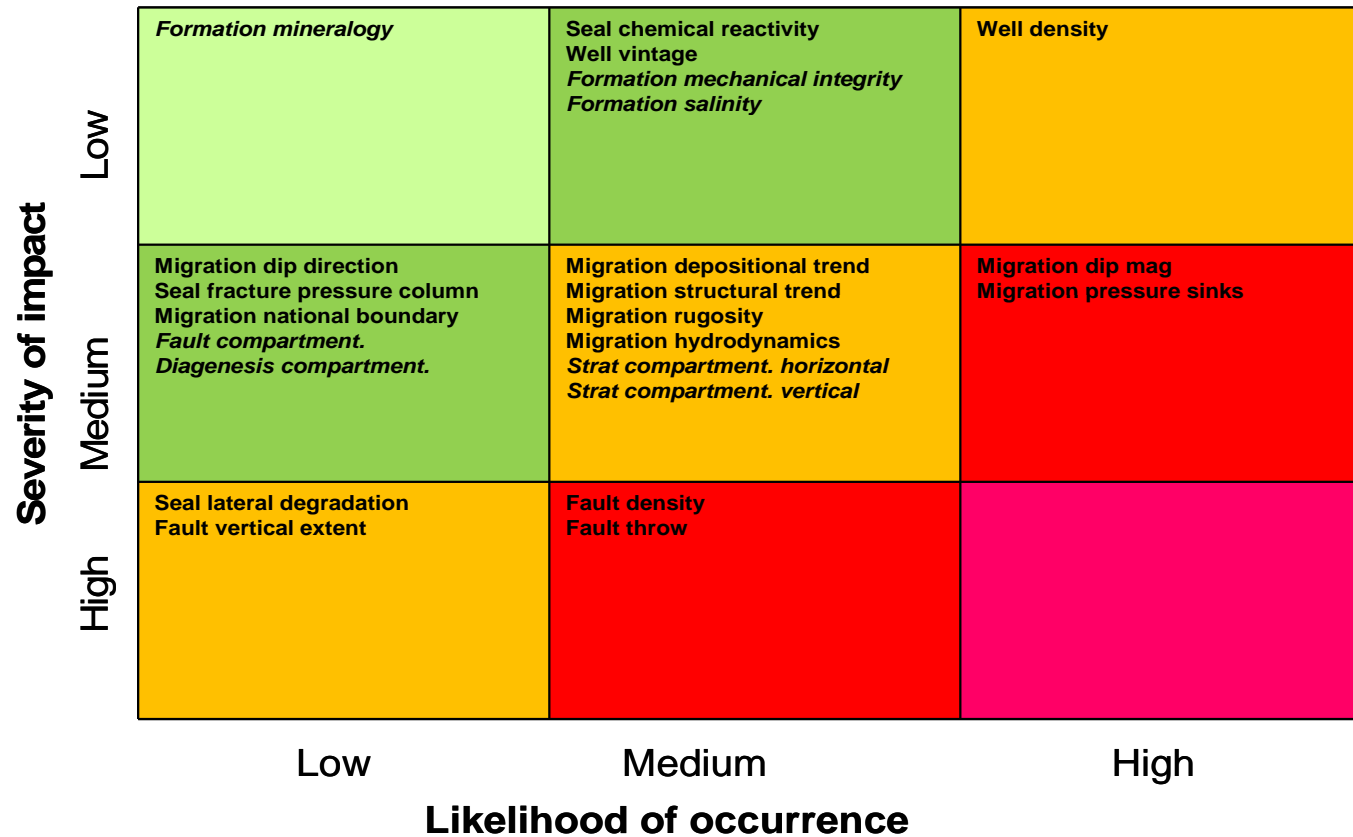 Severity of impact
Low
Formation mineralogy
Seal chemical reactivity
Well vintage
Formation mechanical integrity
Formation salinity
Well density
Medium
Migration dip direction
Seal fracture pressure column
Migration national boundary
Fault compartment.
Diagenesis compartment.
Migration depositional trend
Migration structural trend
Migration rugosity
Migration hydrodynamics
Strat compartment. horizontal
Strat compartment. vertical
Migration dip mag
Migration pressure sinks
High
Seal lateral degradation
Fault vertical extent
Fault density
Fault throw
Low
Medium
High
Likelihood of occurrence